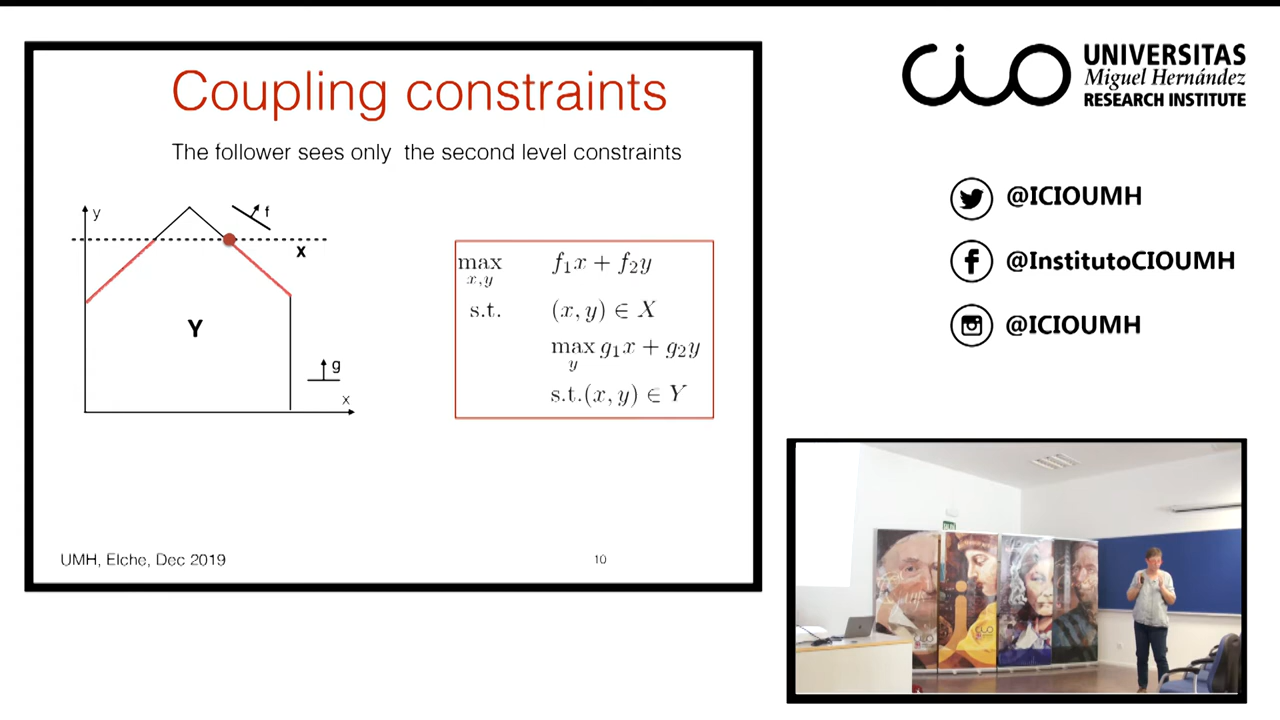 Coupling constraints
The follower sees only the second level constraints
y
f
x
Y
g
x
max f₁x + f₂y
x,y
s.t. (x, y) ∈ X
max g₁x + g₂y
y
s.t.(x, y) ∈ Y
UMH, Elche, Dec 2019
10
cio
UNIVERSITAS
Miguel Hernández
RESEARCH INSTITUTE
@ICIOUMH
@InstitutoCIOUMH
@ICIOUMH